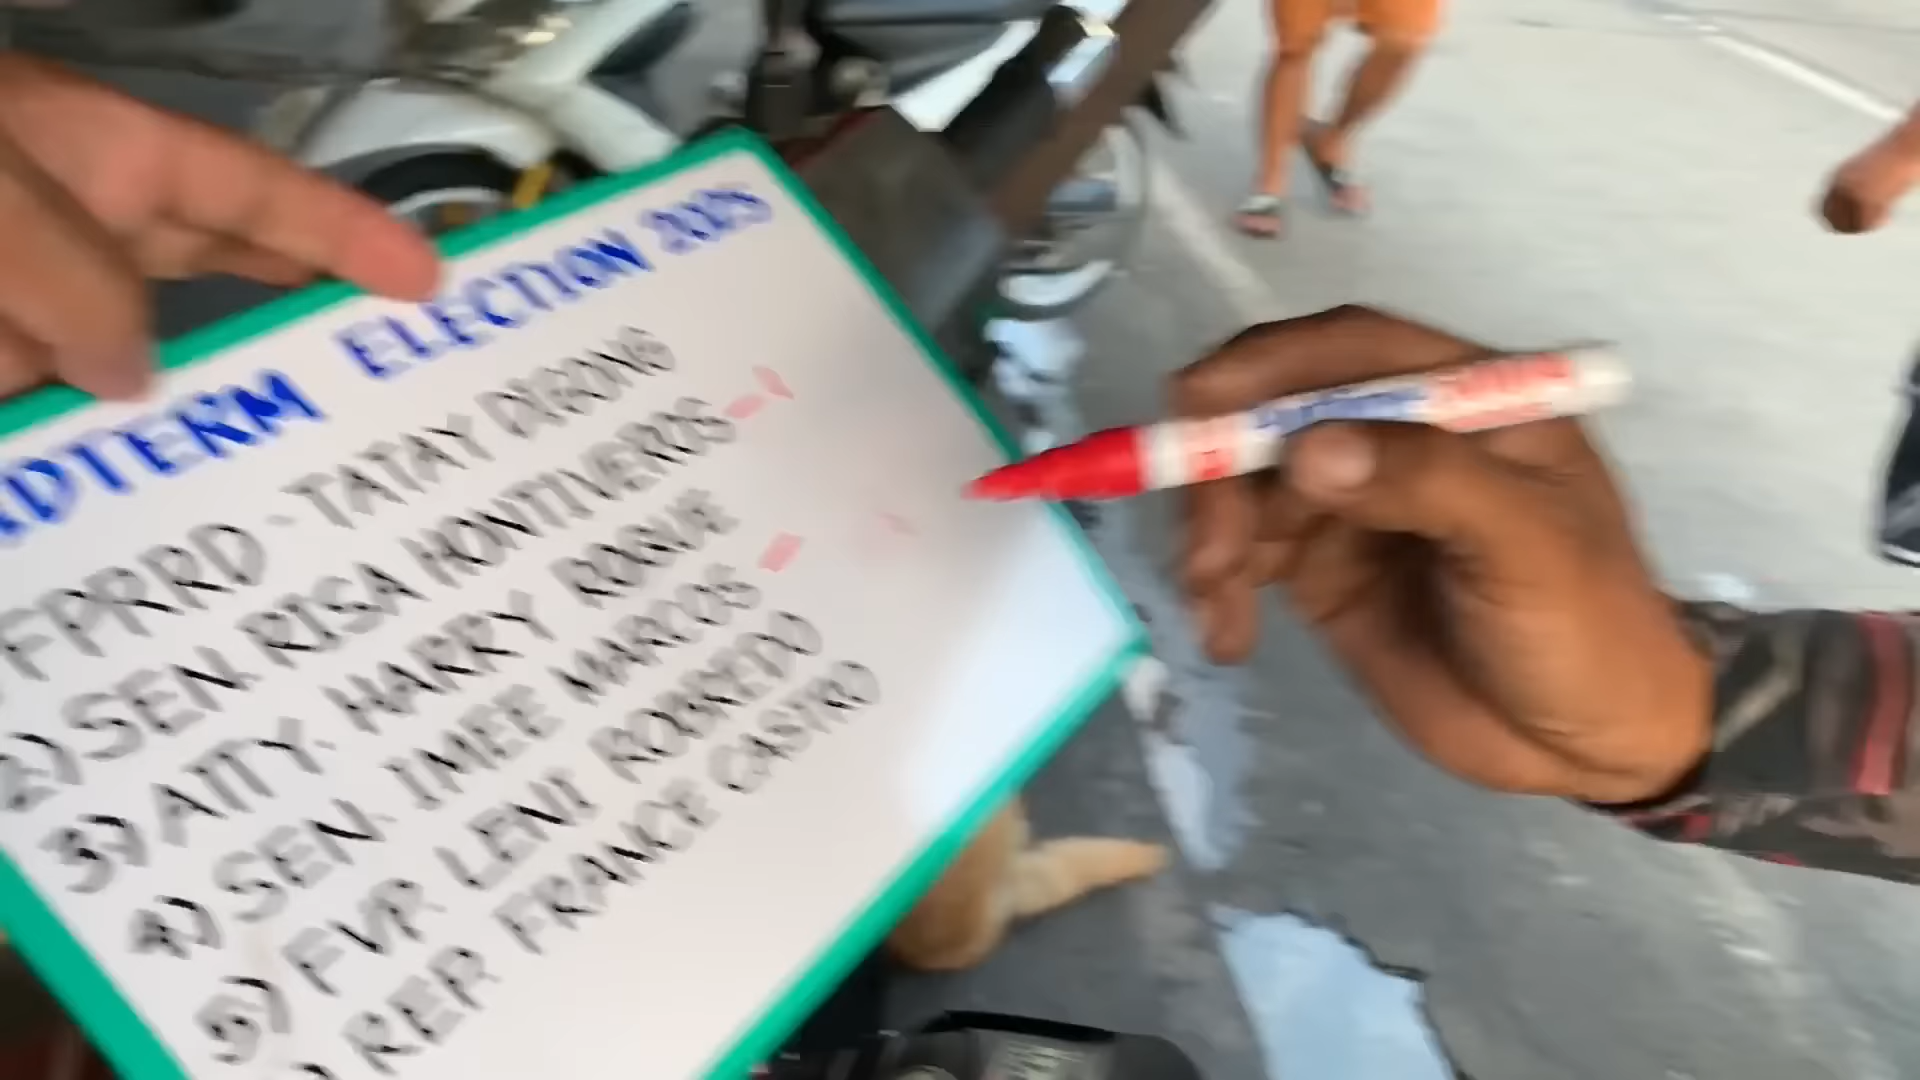 MIDTERM ELECTION 2025
FPRRD - TATAY DIGONG
2) SEN. RISA HONTIVEROS -
3) ATTY. HARRY ROQUE
4) SEN. IMEE MARCOS -
5) FVP. LENI ROBREDO
) REP. FRANCE CASTRO